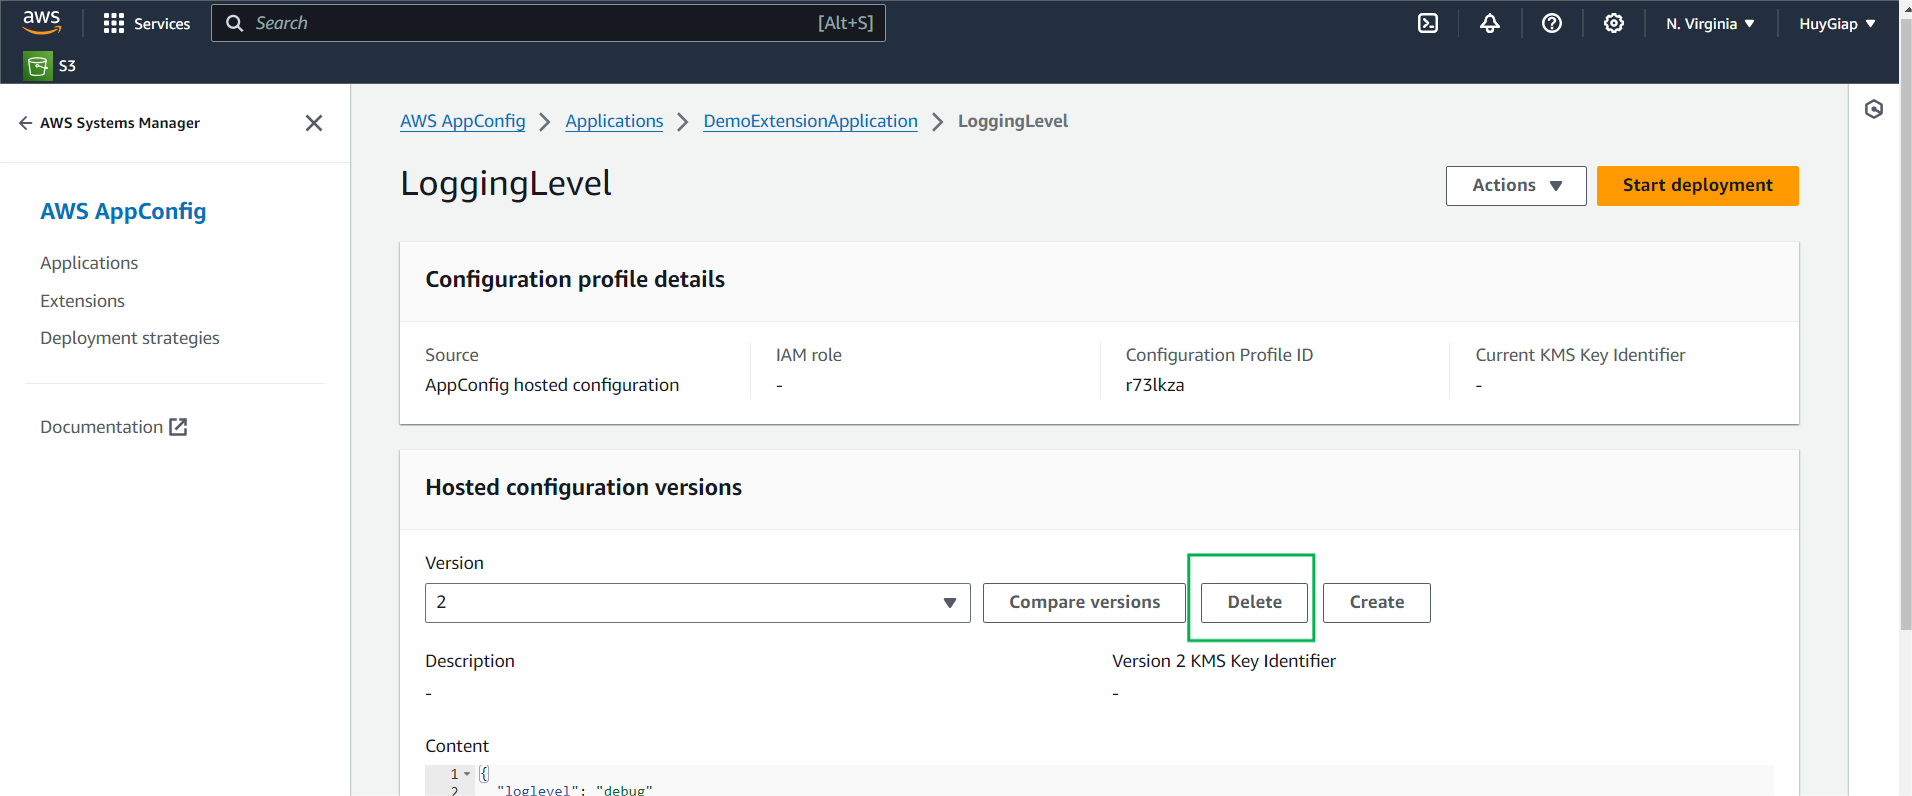 aws Services Search [Alt+S] N. Virginia HuyGiap
S3
AWS Systems Manager
AWS AppConfig
Applications
Extensions
Deployment strategies
Documentation
AWS AppConfig Applications DemoExtensionApplication LoggingLevel
LoggingLevel
Actions Start deployment
Configuration profile details
Source IAM role Configuration Profile ID Current KMS Key Identifier
AppConfig hosted configuration - r73lkza -
Hosted configuration versions
Version
2 Compare versions Delete Create
Description Version 2 KMS Key Identifier
- -
Content
1 {
2 "loglevel": "debug"